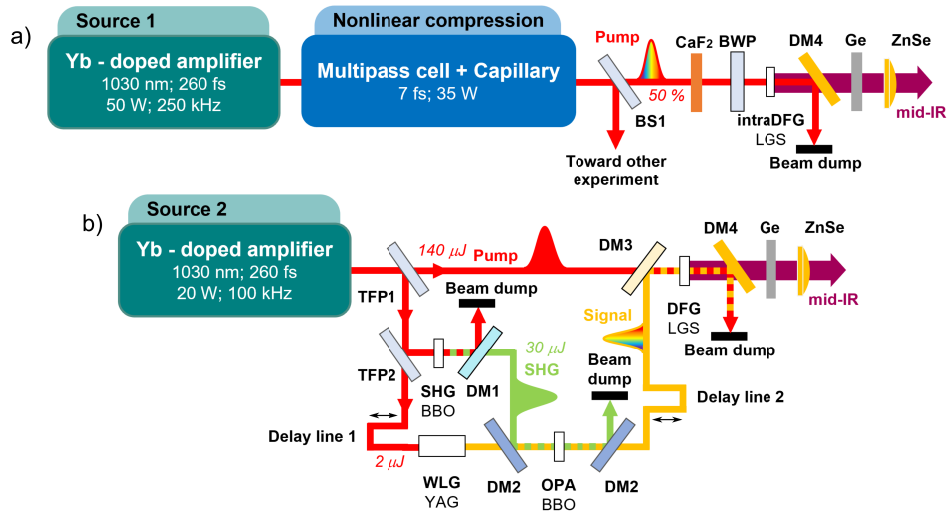 a)
Source 1
Yb - doped amplifier
1030 nm; 260 fs
50 W; 250 kHz
Nonlinear compression
Multipass cell + Capillary
7 fs; 35 W
Pump
50 %
BS1
Toward other
experiment
CaF₂
BWP
intraDFG
LGS
DM4
Ge
ZnSe
mid-IR
Beam dump
b)
Source 2
Yb - doped amplifier
1030 nm; 260 fs
20 W; 100 kHz
140 µJ
Pump
TFP1
Beam dump
TFP2
SHG
BBO
DM1
30 µJ
SHG
Delay line 1
2 µJ
WLG
YAG
DM2
OPA
BBO
DM2
Beam
dump
Signal
Delay line 2
DM3
DFG
LGS
DM4
Ge
ZnSe
mid-IR
Beam dump